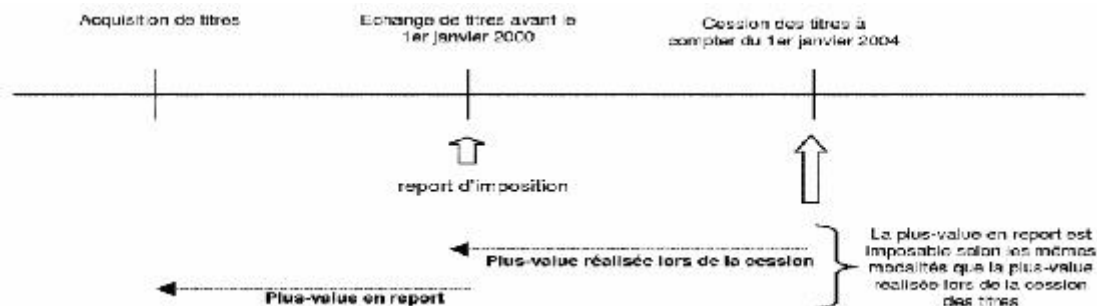 Acquisition de titres
Echange de titres avant le
1er janvier 2000
Cession des titres à
compter du 1er janvier 2004
report d'imposition
Plus-value réalisée lors de la cession
Plus-value en report
La plus-value en report est
imposable selon les mêmes
modalités que la plus-value
réalisée lors de la cession
des titres